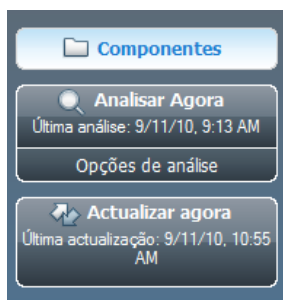 Componentes
Analisar Agora
Última análise: 9/11/10, 9:13 AM
Opções de análise
Actualizar agora
Última actualização: 9/11/10, 10:55
AM